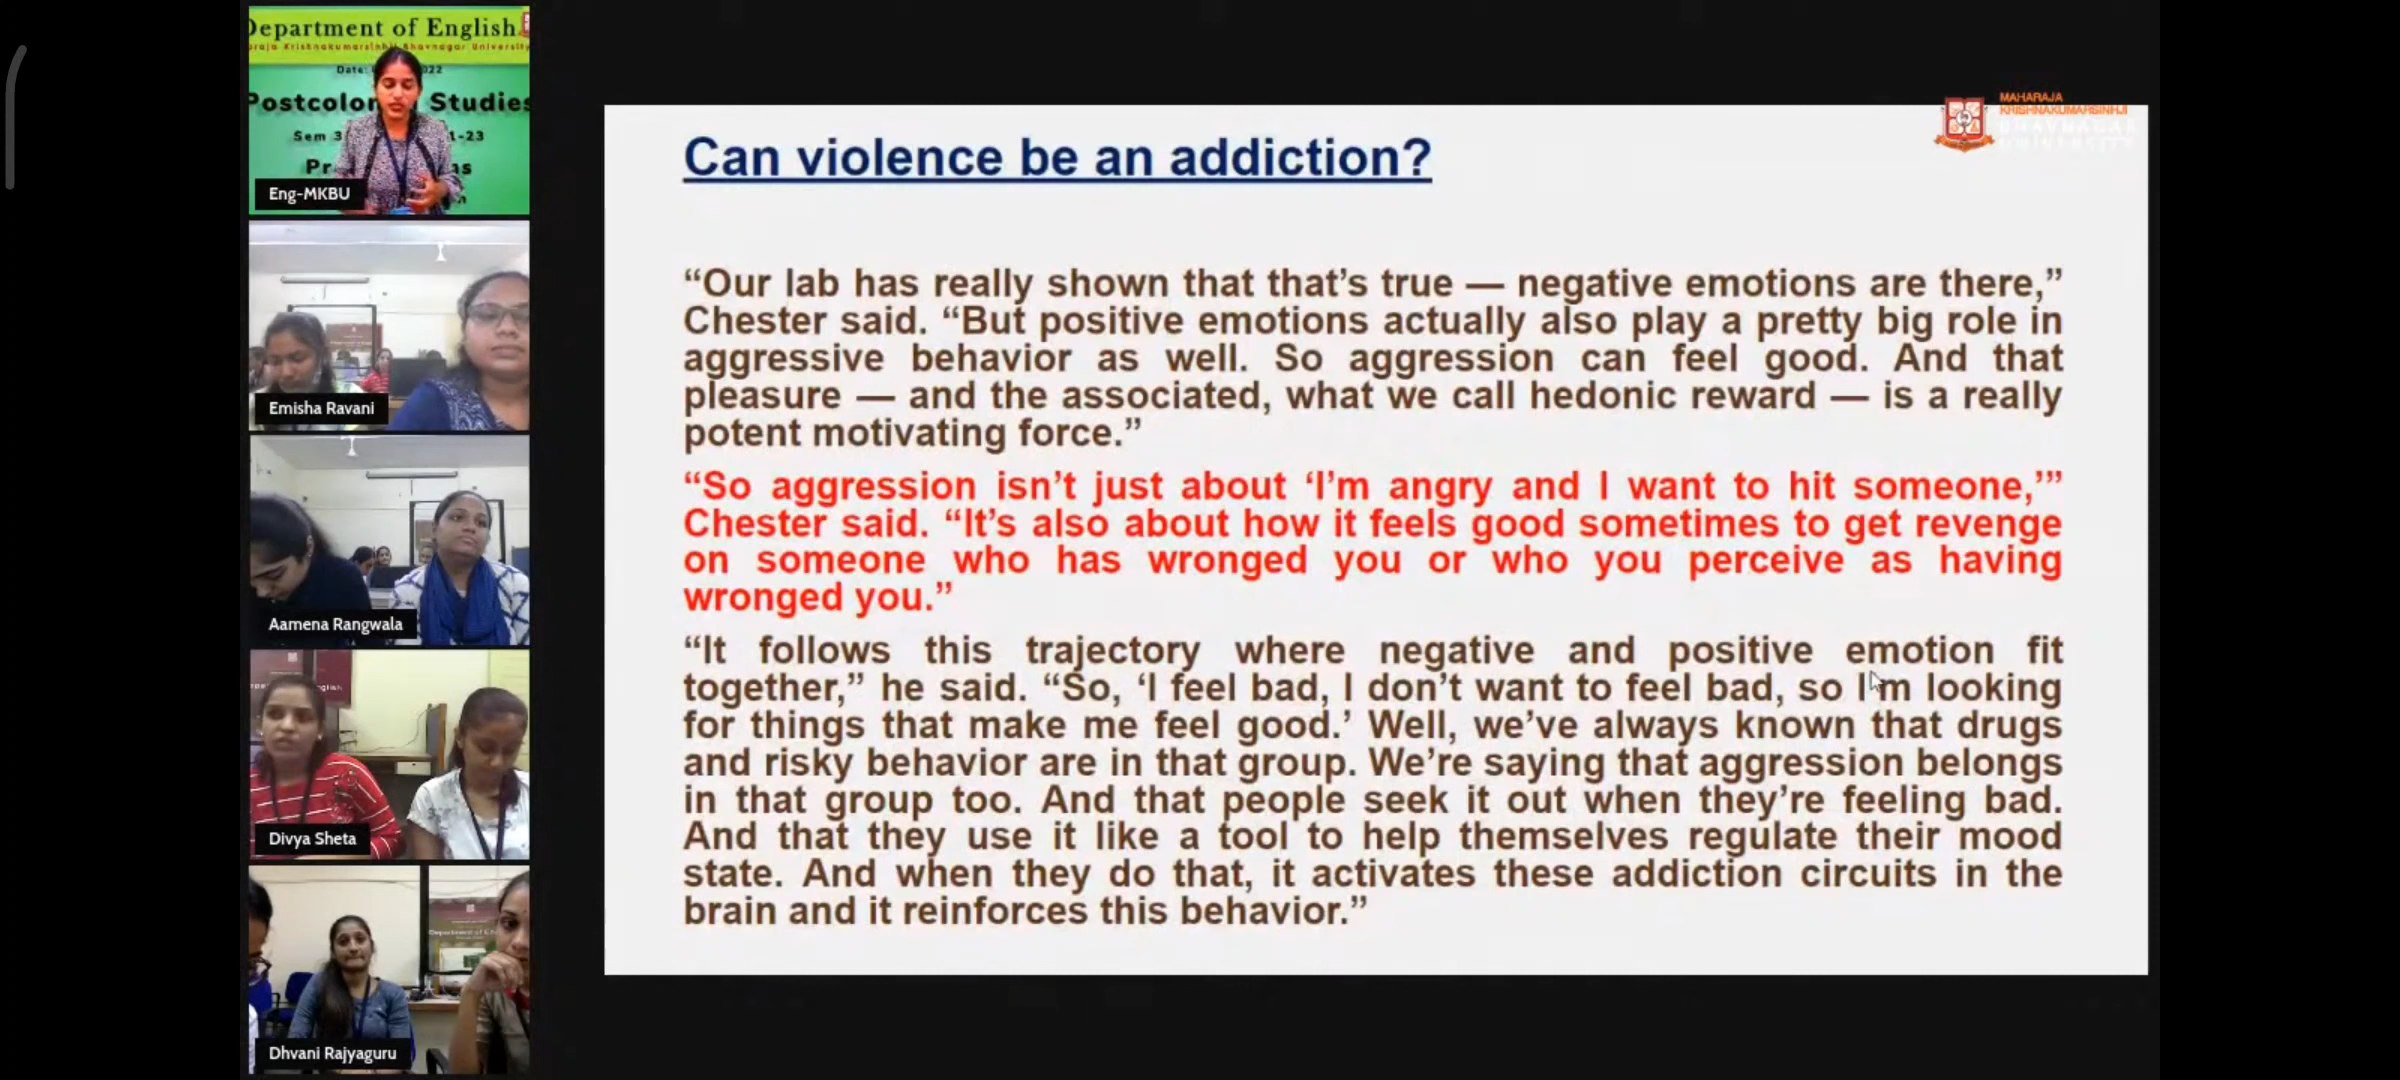 Department of English
Date:
022
Postcolon
Studies
Sem 3
1-23
Pr
ns
Eng-MKBU
Emisha Ravani
Aamena Rangwala
Divya Sheta
Dhvani Rajyaguru
MAHARAJA
KRISHNAKUMARSINHJI
BHAVNAGAR
UNIVERSITY
Can violence be an addiction?
“Our lab has really shown that that’s true — negative emotions are there,”
Chester said. “But positive emotions actually also play a pretty big role in
aggressive behavior as well. So aggression can feel good. And that
pleasure — and the associated, what we call hedonic reward — is a really
potent motivating force.”
“So aggression isn’t just about ‘I’m angry and I want to hit someone,’”
Chester said. “It’s also about how it feels good sometimes to get revenge
on someone who has wronged you or who you perceive as having
wronged you.”
“It follows this trajectory where negative and positive emotion fit
together,” he said. “So, ‘I feel bad, I don’t want to feel bad, so I’m looking
for things that make me feel good.’ Well, we’ve always known that drugs
and risky behavior are in that group. We’re saying that aggression belongs
in that group too. And that people seek it out when they’re feeling bad.
And that they use it like a tool to help themselves regulate their mood
state. And when they do that, it activates these addiction circuits in the
brain and it reinforces this behavior.”